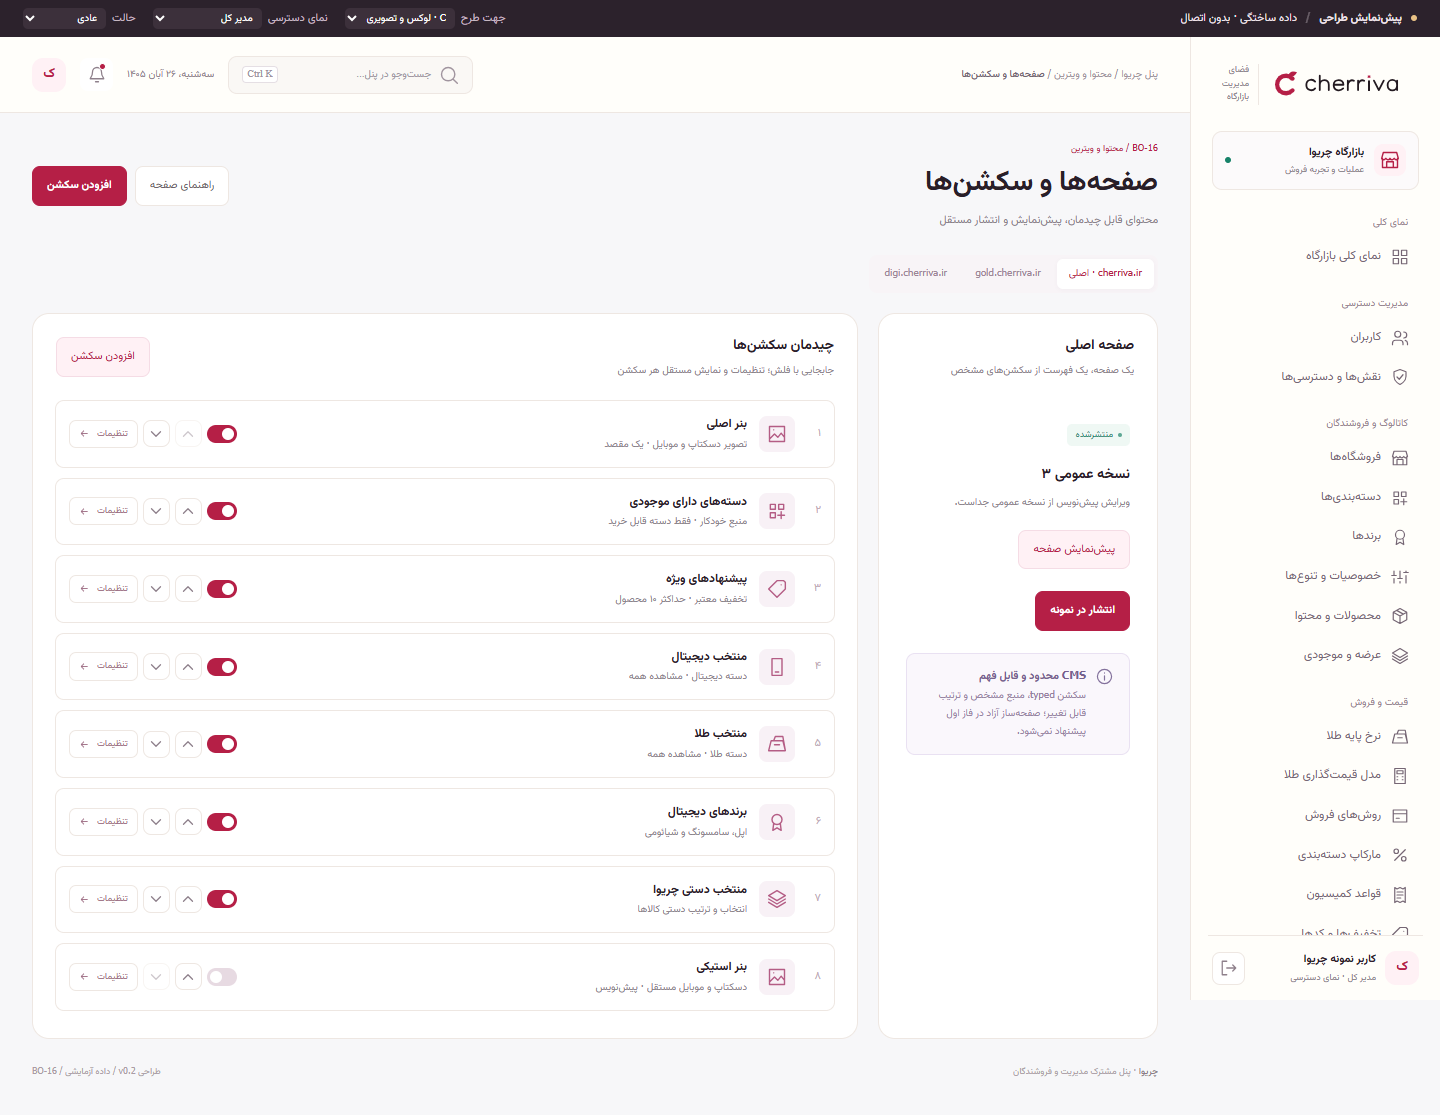 پیش‌نمایش طراحی / داده ساختگی · بدون اتصال
جهت طرح C · لوکس و تصویری
نمای دسترسی مدیر کل
حالت عادی
cherriva
فضای
مدیریت
بازارگاه
پنل چریوا / محتوا و ویترین / صفحه‌ها و سکشن‌ها
جست‌وجو در پنل...
Ctrl K
سه‌شنبه، ۲۶ آبان ۱۴۰۵
ک
بازارگاه چریوا
عملیات و تجربه فروش
نمای کلی
نمای کلی بازارگاه
مدیریت دسترسی
کاربران
نقش‌ها و دسترسی‌ها
کاتالوگ و فروشندگان
فروشگاه‌ها
دسته‌بندی‌ها
برندها
خصوصیات و تنوع‌ها
محصولات و محتوا
عرضه و موجودی
قیمت و فروش
نرخ پایه طلا
مدل قیمت‌گذاری طلا
روش‌های فروش
مارکاپ دسته‌بندی
قواعد کمیسیون
تخفیف‌ها و کدها
ک
کاربر نمونه چریوا
مدیر کل · نمای دسترسی
BO-16 / محتوا و ویترین
صفحه‌ها و سکشن‌ها
محتوای قابل چیدمان، پیش‌نمایش و انتشار مستقل
راهنمای صفحه
افزودن سکشن
cherriva.ir · اصلی
gold.cherriva.ir
digi.cherriva.ir
صفحه اصلی
یک صفحه، یک فهرست از سکشن‌های مشخص
منتشرشده
نسخه عمومی ۳
ویرایش پیش‌نویس از نسخه عمومی جداست.
پیش‌نمایش صفحه
انتشار در نمونه
CMS محدود و قابل فهم
سکشن typed، منبع مشخص و ترتیب
قابل تغییر؛ صفحه‌ساز آزاد در فاز اول
پیشنهاد نمی‌شود.
چیدمان سکشن‌ها
جابجایی با فلش؛ تنظیمات و نمایش مستقل هر سکشن
افزودن سکشن
۱
بنر اصلی
تصویر دسکتاپ و موبایل · یک مقصد
تنظیمات ←
۲
دسته‌های دارای موجودی
منبع خودکار · فقط دسته قابل خرید
تنظیمات ←
۳
پیشنهادهای ویژه
تخفیف معتبر · حداکثر ۱۰ محصول
تنظیمات ←
۴
منتخب دیجیتال
دسته دیجیتال · مشاهده همه
تنظیمات ←
۵
منتخب طلا
دسته طلا · مشاهده همه
تنظیمات ←
۶
برندهای دیجیتال
اپل، سامسونگ و شیائومی
تنظیمات ←
۷
منتخب دستی چریوا
انتخاب و ترتیب دستی کالاها
تنظیمات ←
۸
بنر استیکی
دسکتاپ و موبایل مستقل · پیش‌نویس
تنظیمات ←
چریوا · پنل مشترک مدیریت و فروشندگان
طراحی v0.2 / داده آزمایشی / BO-16